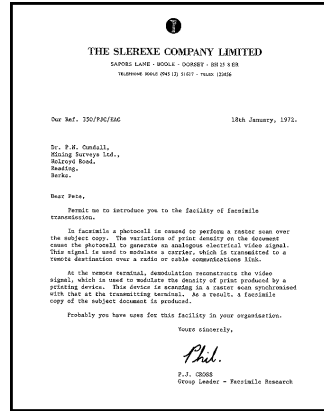 THE SLEREXE COMPANY LIMITED
SAPORS LANE - BOOLE - DORSET - BH 25 8 ER
TELEPHONE BOOLE (945 13) 51617 - TELEX 123456
Our Ref. 350/PJC/EAC
18th January, 1972.
Dr. P.N. Cundall,
Mining Surveys Ltd.,
Holroyd Road,
Reading,
Berks.
Dear Pete,
Permit me to introduce you to the facility of facsimile
transmission.
In facsimile a photocell is caused to perform a raster scan over
the subject copy. The variations of print density on the document
cause the photocell to generate an analogous electrical video signal.
This signal is used to modulate a carrier, which is transmitted to a
remote destination over a radio or cable communications link.
At the remote terminal, demodulation reconstructs the video
signal, which is used to modulate the density of print produced by a
printing device. This device is scanning in a raster scan synchronised
with that at the transmitting terminal. As a result, a facsimile
copy of the subject document is produced.
Probably you have uses for this facility in your organisation.
Yours sincerely,
Phil.
P.J. CROSS
Group Leader - Facsimile Research